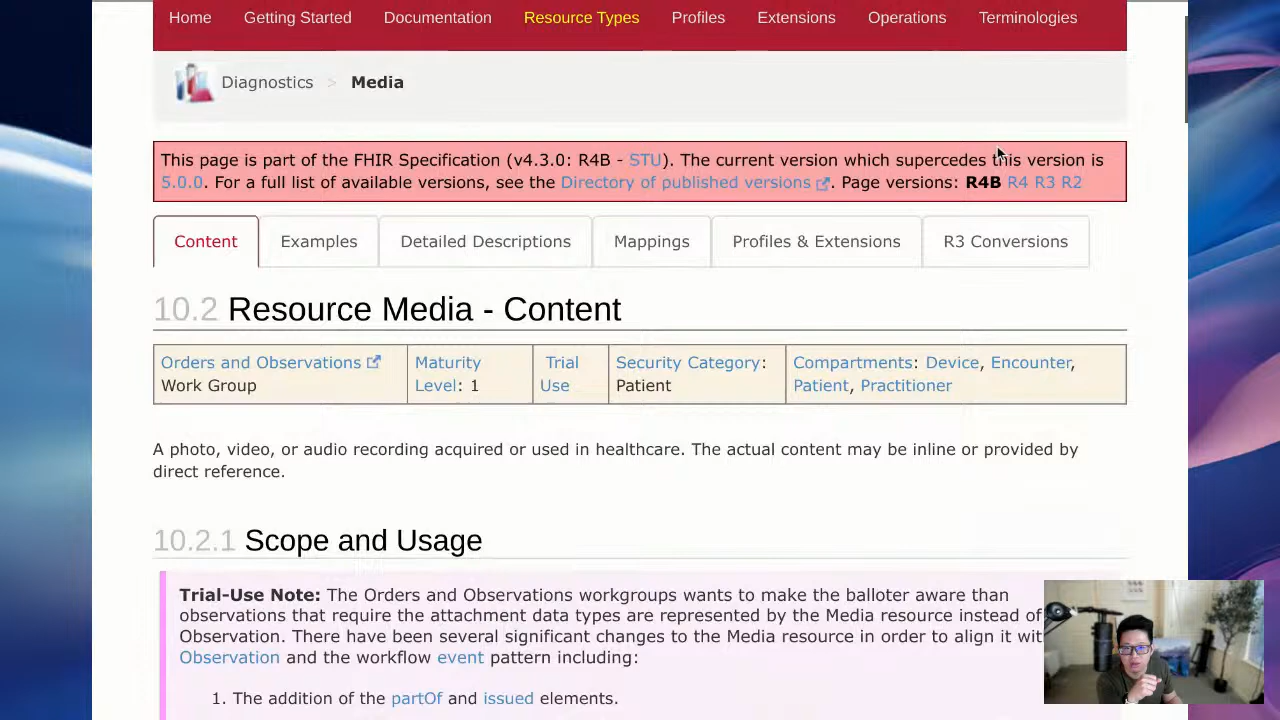 Home Getting Started Documentation Resource Types Profiles Extensions Operations Terminologies
Diagnostics > Media
This page is part of the FHIR Specification (v4.3.0: R4B - STU). The current version which supercedes this version is
5.0.0. For a full list of available versions, see the Directory of published versions. Page versions: R4B R4 R3 R2
Content Examples Detailed Descriptions Mappings Profiles & Extensions R3 Conversions
10.2 Resource Media - Content
Orders and Observations Maturity Trial Security Category: Compartments: Device, Encounter,
Work Group Level: 1 Use Patient Patient, Practitioner
A photo, video, or audio recording acquired or used in healthcare. The actual content may be inline or provided by
direct reference.
10.2.1 Scope and Usage
Trial-Use Note: The Orders and Observations workgroups wants to make the balloter aware than
observations that require the attachment data types are represented by the Media resource instead of
Observation. There have been several significant changes to the Media resource in order to align it wit
Observation and the workflow event pattern including:
1. The addition of the partOf and issued elements.